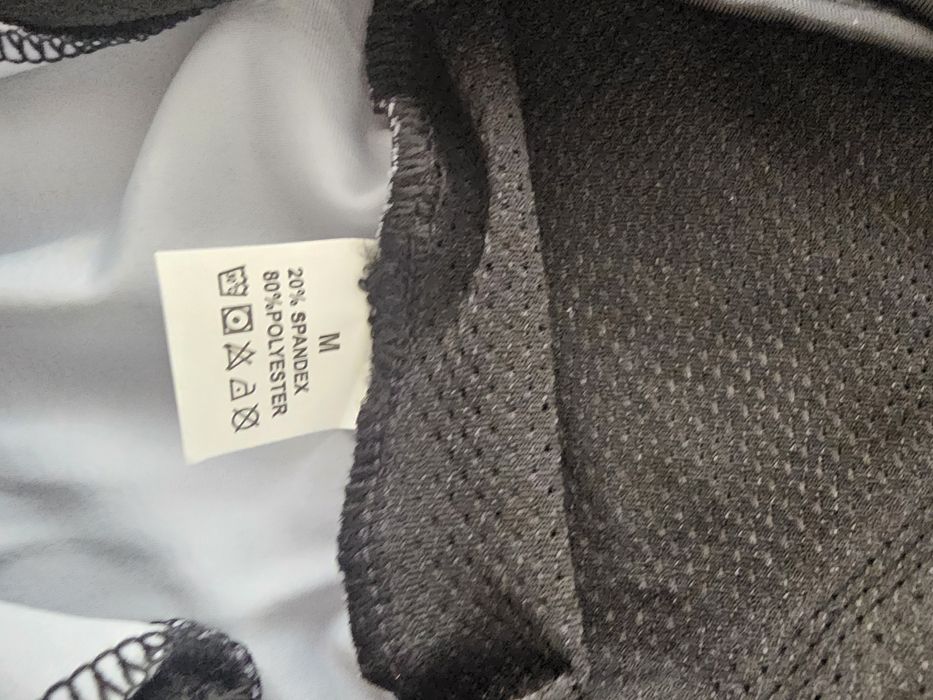 M
20% SPANDEX
80%POLYESTER